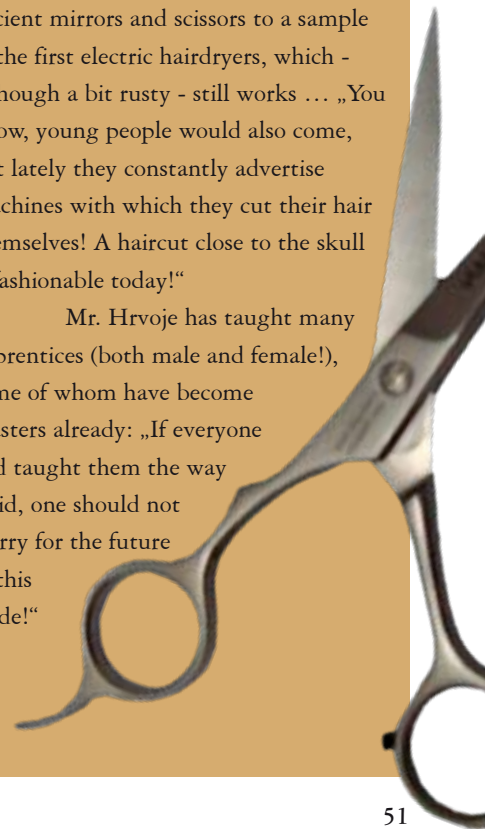 cient mirrors and scissors to a sample
the first electric hairdryers, which -
hough a bit rusty - still works … „You
ow, young people would also come,
t lately they constantly advertise
chines with which they cut their hair
emselves! A haircut close to the skull
fashionable today!“
Mr. Hrvoje has taught many
prentices (both male and female!),
me of whom have become
sters already: „If everyone
d taught them the way
id, one should not
rry for the future
this
de!“
51